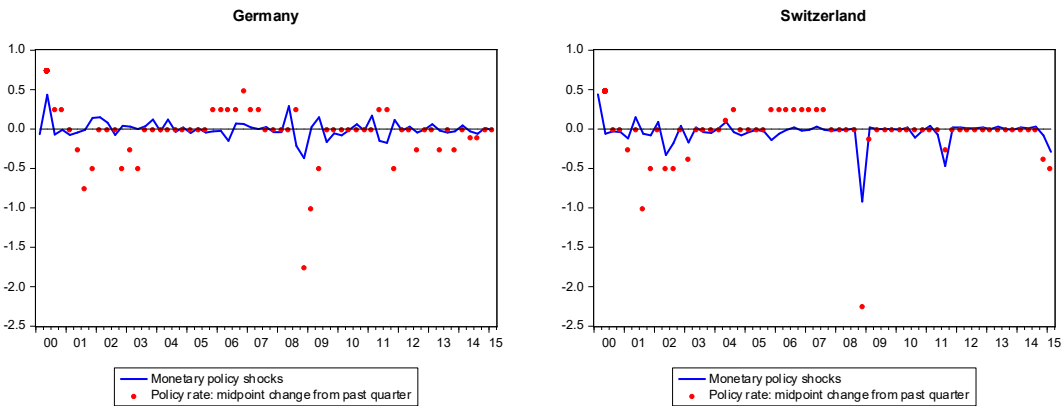 Germany
1.0
0.5
0.0
-0.5
-1.0
-1.5
-2.0
-2.5
00 01 02 03 04 05 06 07 08 09 10 11 12 13 14 15
Monetary policy shocks
Policy rate: midpoint change from past quarter
Switzerland
1.0
0.5
0.0
-0.5
-1.0
-1.5
-2.0
-2.5
00 01 02 03 04 05 06 07 08 09 10 11 12 13 14 15
Monetary policy shocks
Policy rate: midpoint change from past quarter